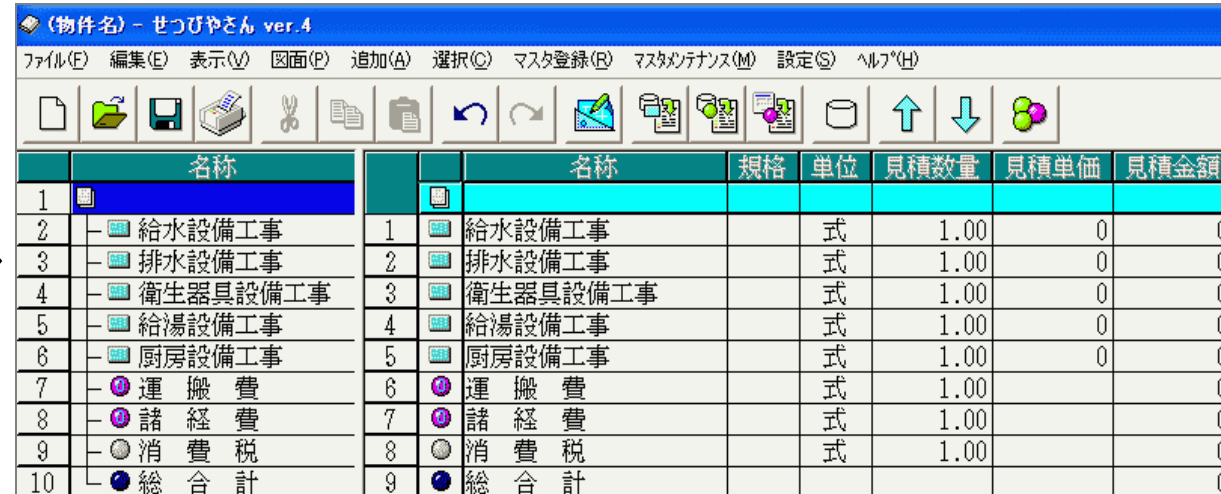 (物件名) - せつびやさん ver.4
ファイル(F) 編集(E) 表示(V) 図面(P) 追加(A) 選択(C) マスタ登録(R) マスタメンテナンス(M) 設定(S) ヘルプ(H)
名称 名称 規格 単位 見積数量 見積単価 見積金額
1
2 給水設備工事 1 給水設備工事 式 1.00 0 0
3 排水設備工事 2 排水設備工事 式 1.00 0 0
4 衛生器具設備工事 3 衛生器具設備工事 式 1.00 0 0
5 給湯設備工事 4 給湯設備工事 式 1.00 0 0
6 厨房設備工事 5 厨房設備工事 式 1.00 0 0
7 運 搬 費 6 運 搬 費 式 1.00 0
8 諸 経 費 7 諸 経 費 式 1.00 0
9 消 費 税 8 消 費 税 式 1.00 0
10 総 合 計 9 総 合 計 0